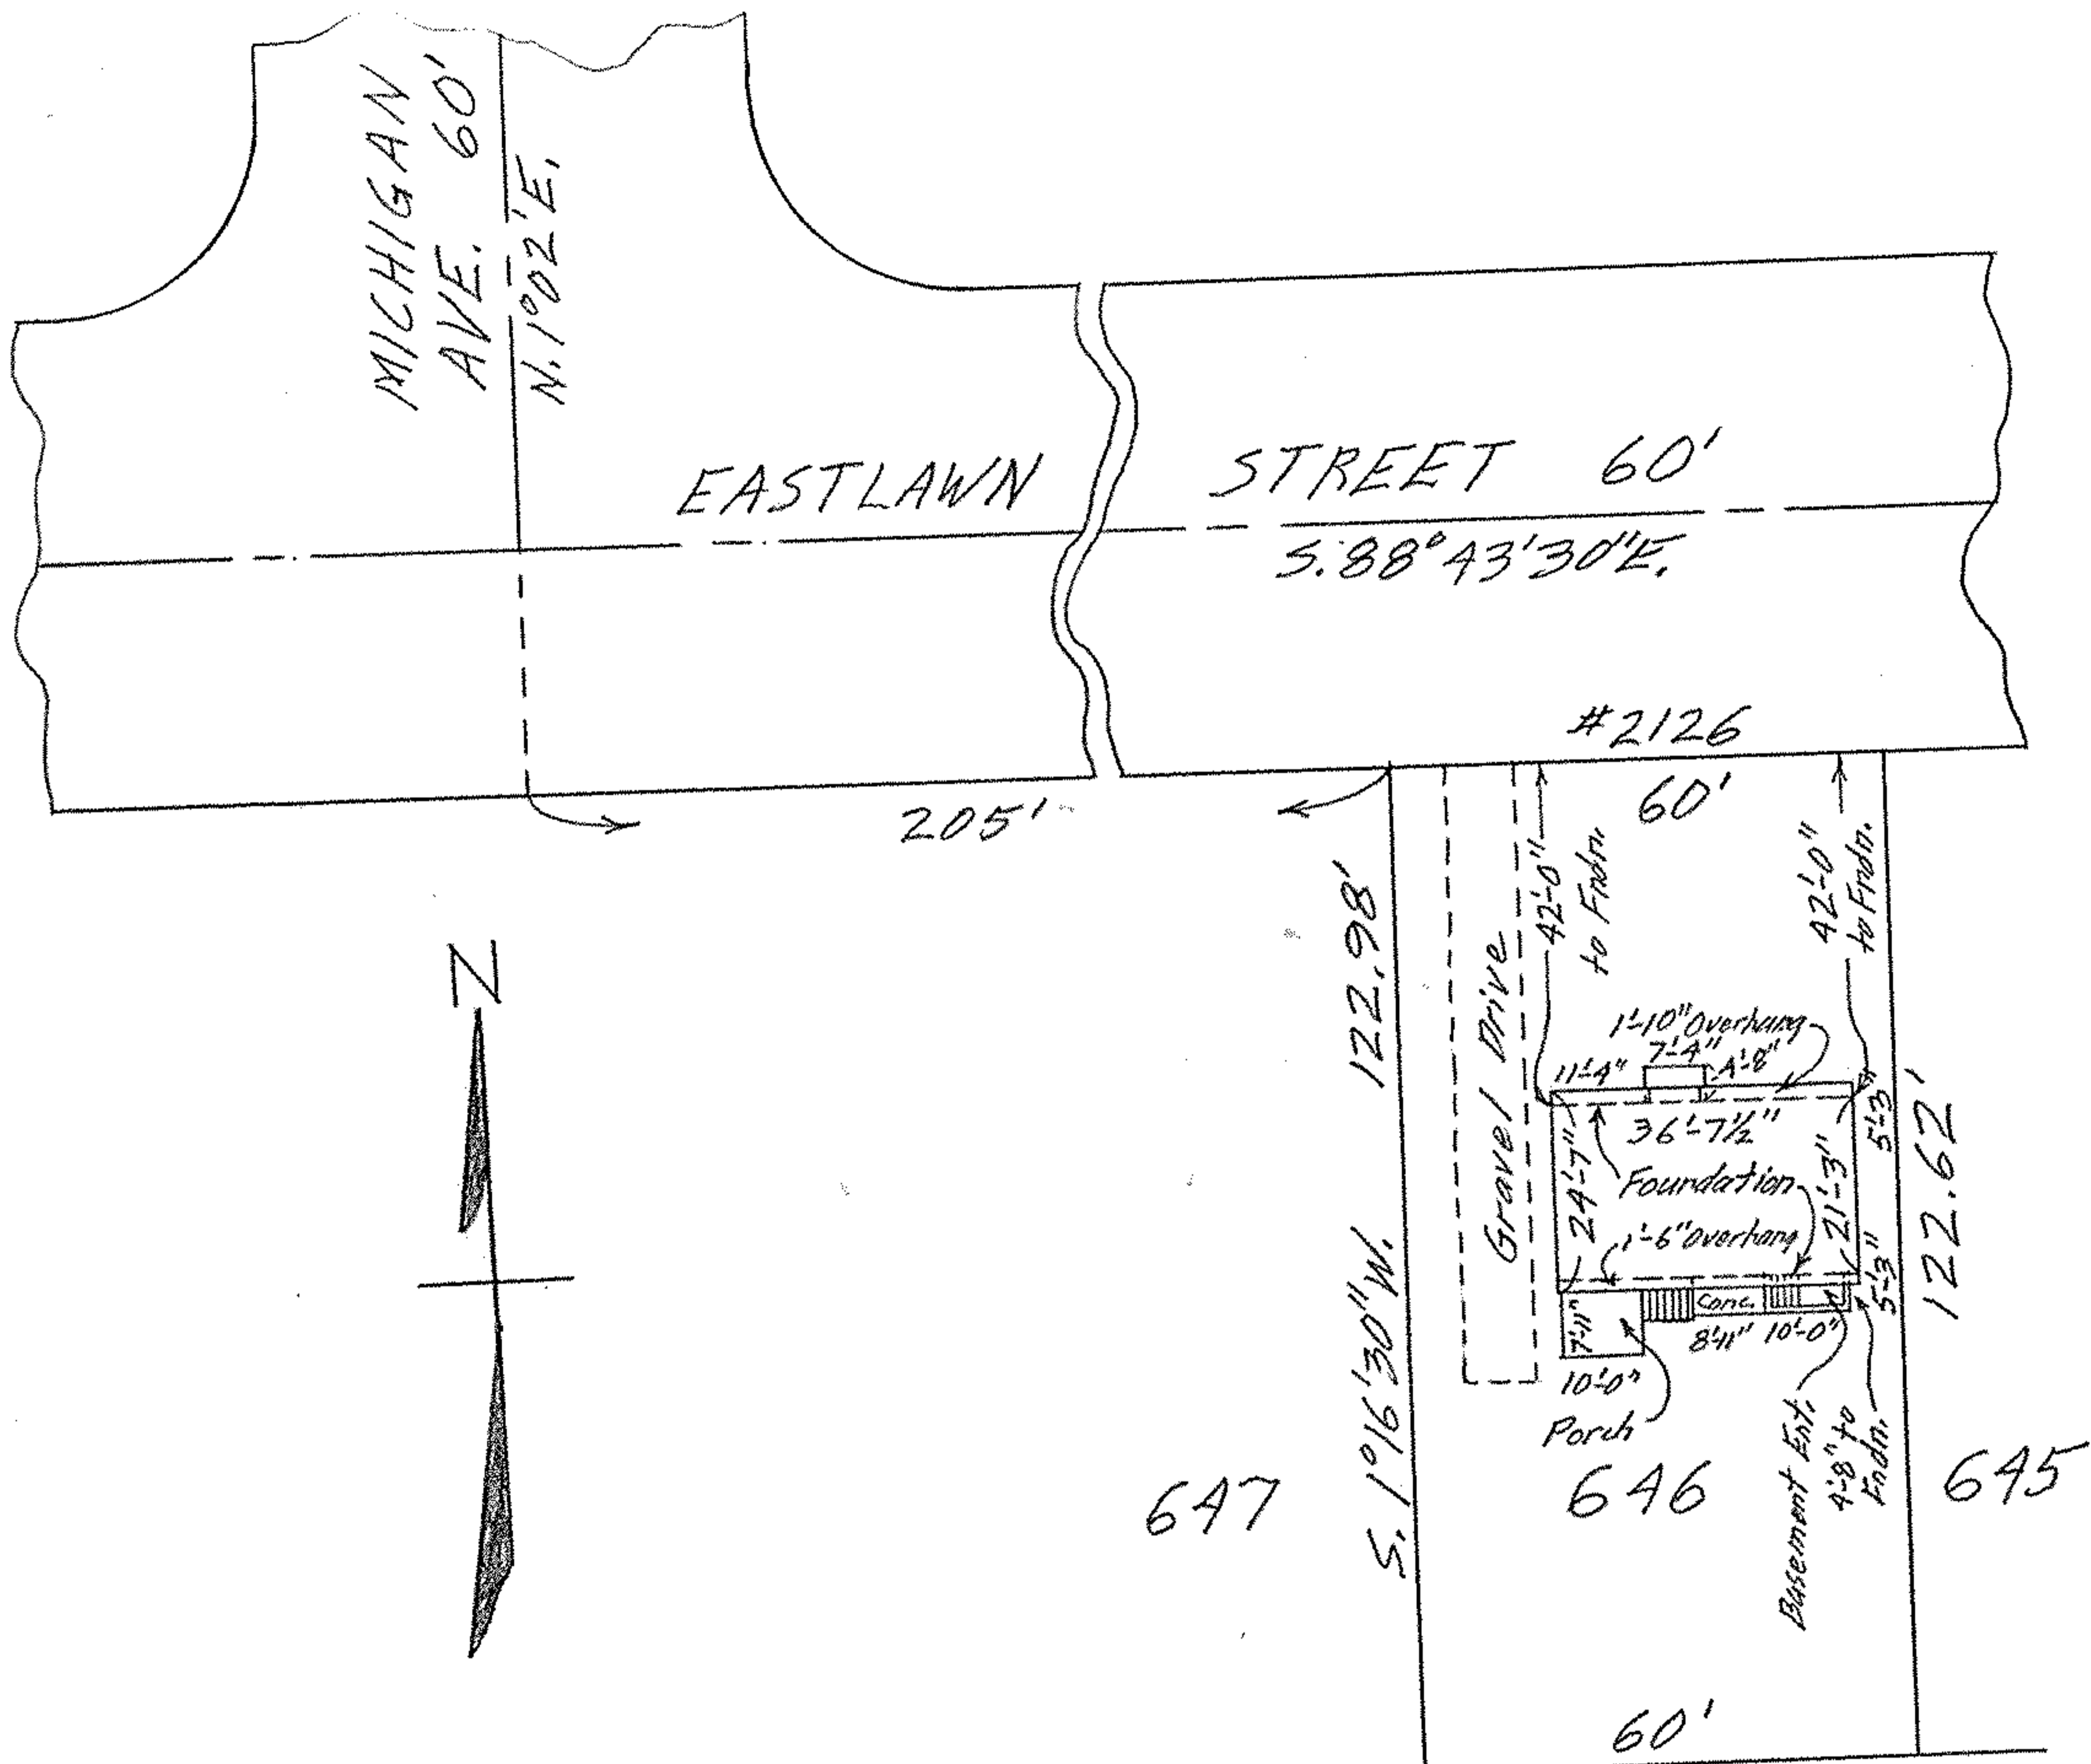 MICHIGAN
AVE. 60'
N. 1°02'E.
EASTLAWN STREET 60'
S. 88°43'30"E.
#2126
205'
60'
42'-0"
to Fndn.
42'-0"
to Fndn.
122.98'
S. 1°16'30"W.
Gravel Drive
N
1'-10" Overhang
7'-4"
4'-8"
11'-4"
36'-7½"
5'-3"
24'-7"
Foundation
21'-3"
1'-6" Overhang
5'-3"
122.62'
7'-11"
Conc.
8'-11"
10'-0"
10'-0"
Porch
Basement Ent.
4'-8" to
Fndn.
647
646
645
60'